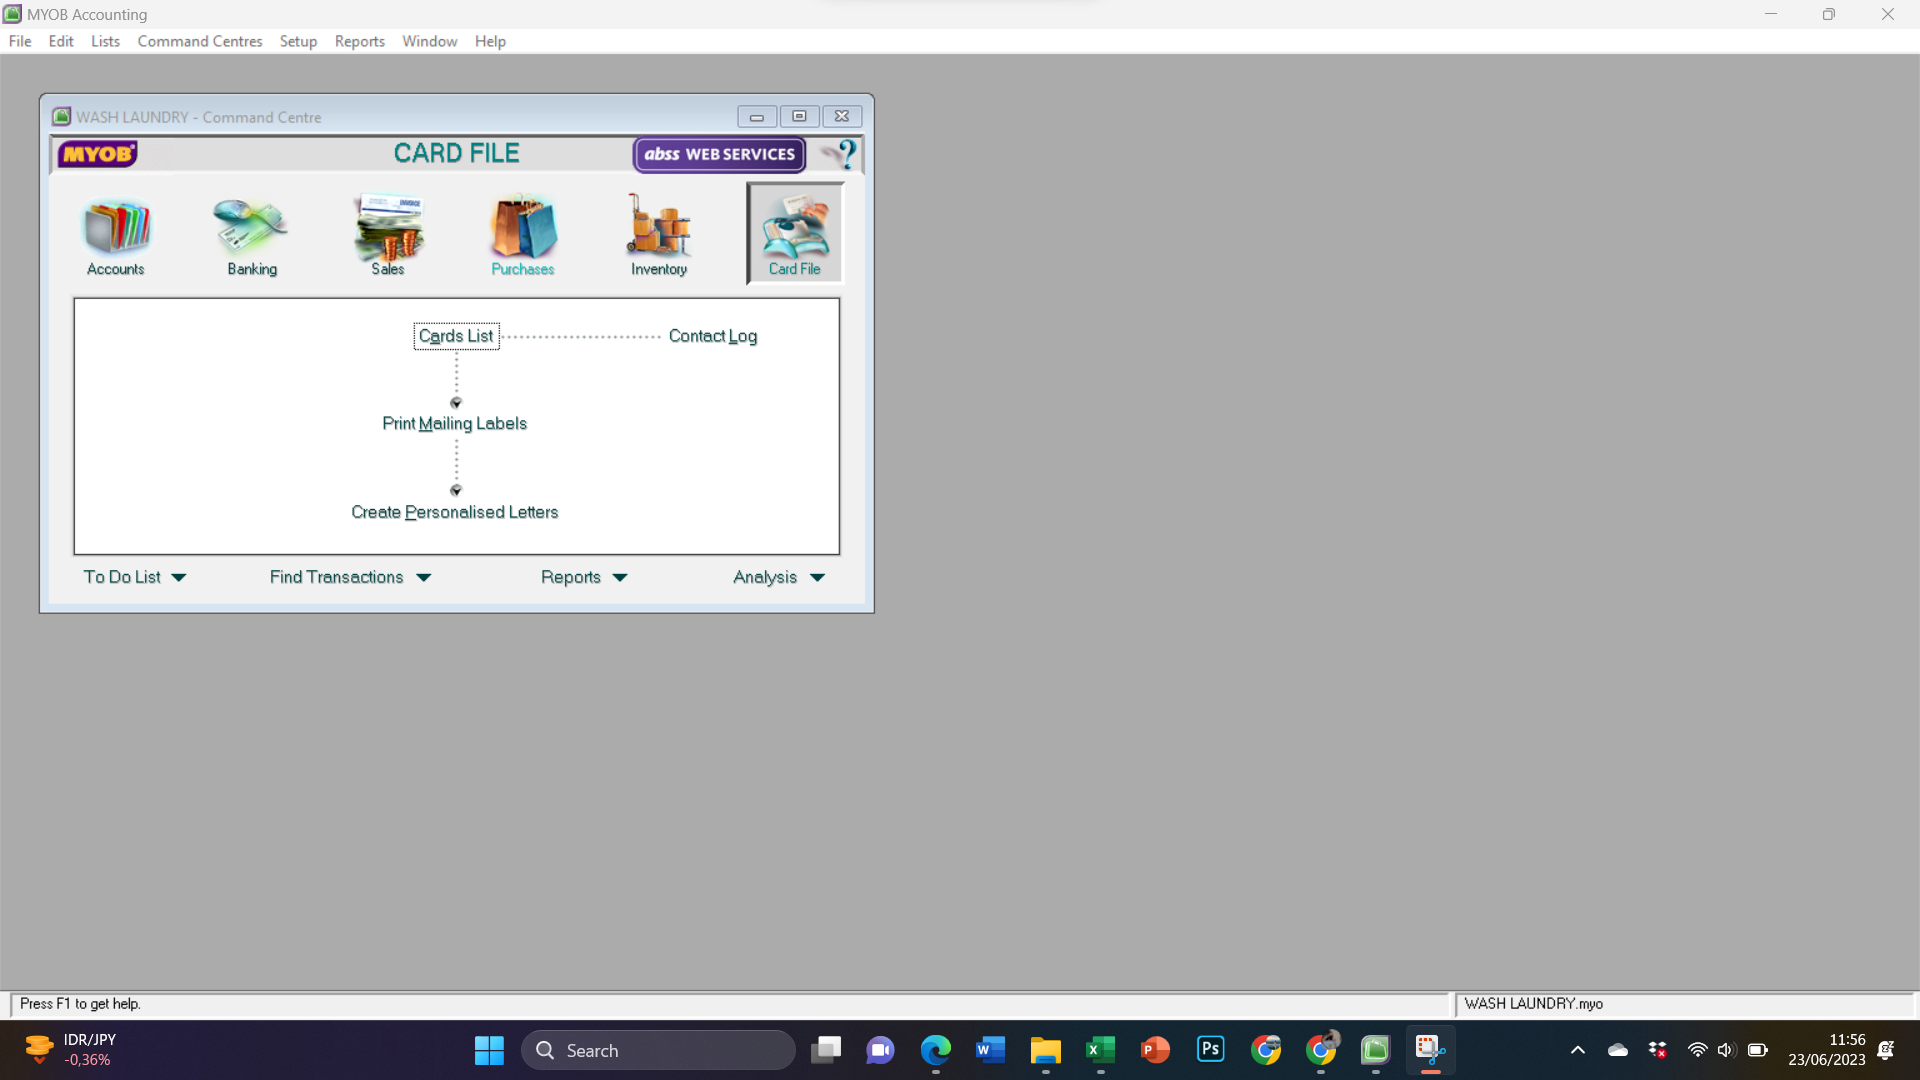 MYOB Accounting
File Edit Lists Command Centres Setup Reports Window Help
WASH LAUNDRY - Command Centre
MYOB CARD FILE abss WEB SERVICES ?
INVOICE
Accounts Banking Sales Purchases Inventory Card File
Cards List Contact Log
Print Mailing Labels
Create Personalised Letters
To Do List Find Transactions Reports Analysis
Press F1 to get help. WASH LAUNDRY.myo
IDR/JPY
-0,36%
Search
W
X
P
Ps
11:56
23/06/2023